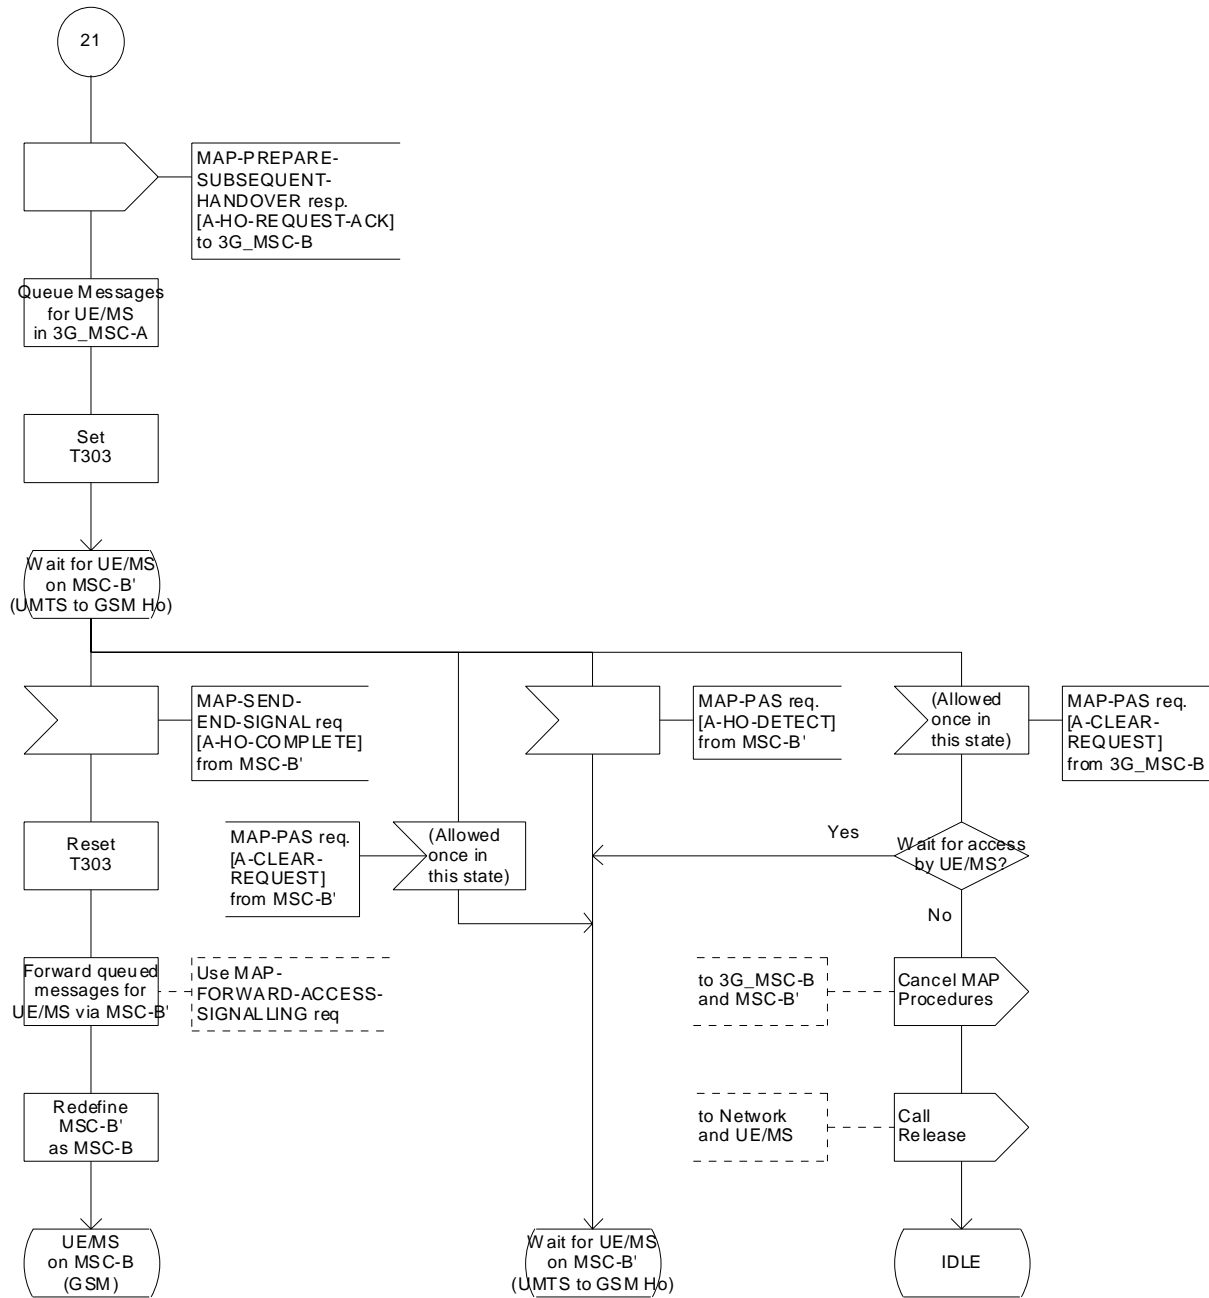 21
MAP-PREPARE-
SUBSEQUENT-
HANDOVER resp.
[A-HO-REQUEST-ACK]
to 3G_MSC-B
Queue Messages
for UE/MS
in 3G_MSC-A
Set
T303
Wait for UE/MS
on MSC-B'
(UMTS to GSM Ho)
MAP-SEND-
END-SIGNAL req
[A-HO-COMPLETE]
from MSC-B'
MAP-PAS req.
[A-HO-DETECT]
from MSC-B'
(Allowed
once in
this state)
MAP-PAS req.
[A-CLEAR-
REQUEST]
from 3G_MSC-B
Reset
T303
MAP-PAS req.
[A-CLEAR-
REQUEST]
from MSC-B'
(Allowed
once in
this state)
Yes
Wait for access
by UE/MS?
No
Forward queued
messages for
UE/MS via MSC-B'
Use MAP-
FORWARD-ACCESS-
SIGNALLING req
to 3G_MSC-B
and MSC-B'
Cancel MAP
Procedures
Redefine
MSC-B'
as MSC-B
to Network
and UE/MS
Call
Release
UE/MS
on MSC-B
(GSM)
Wait for UE/MS
on MSC-B'
(UMTS to GSM Ho)
IDLE